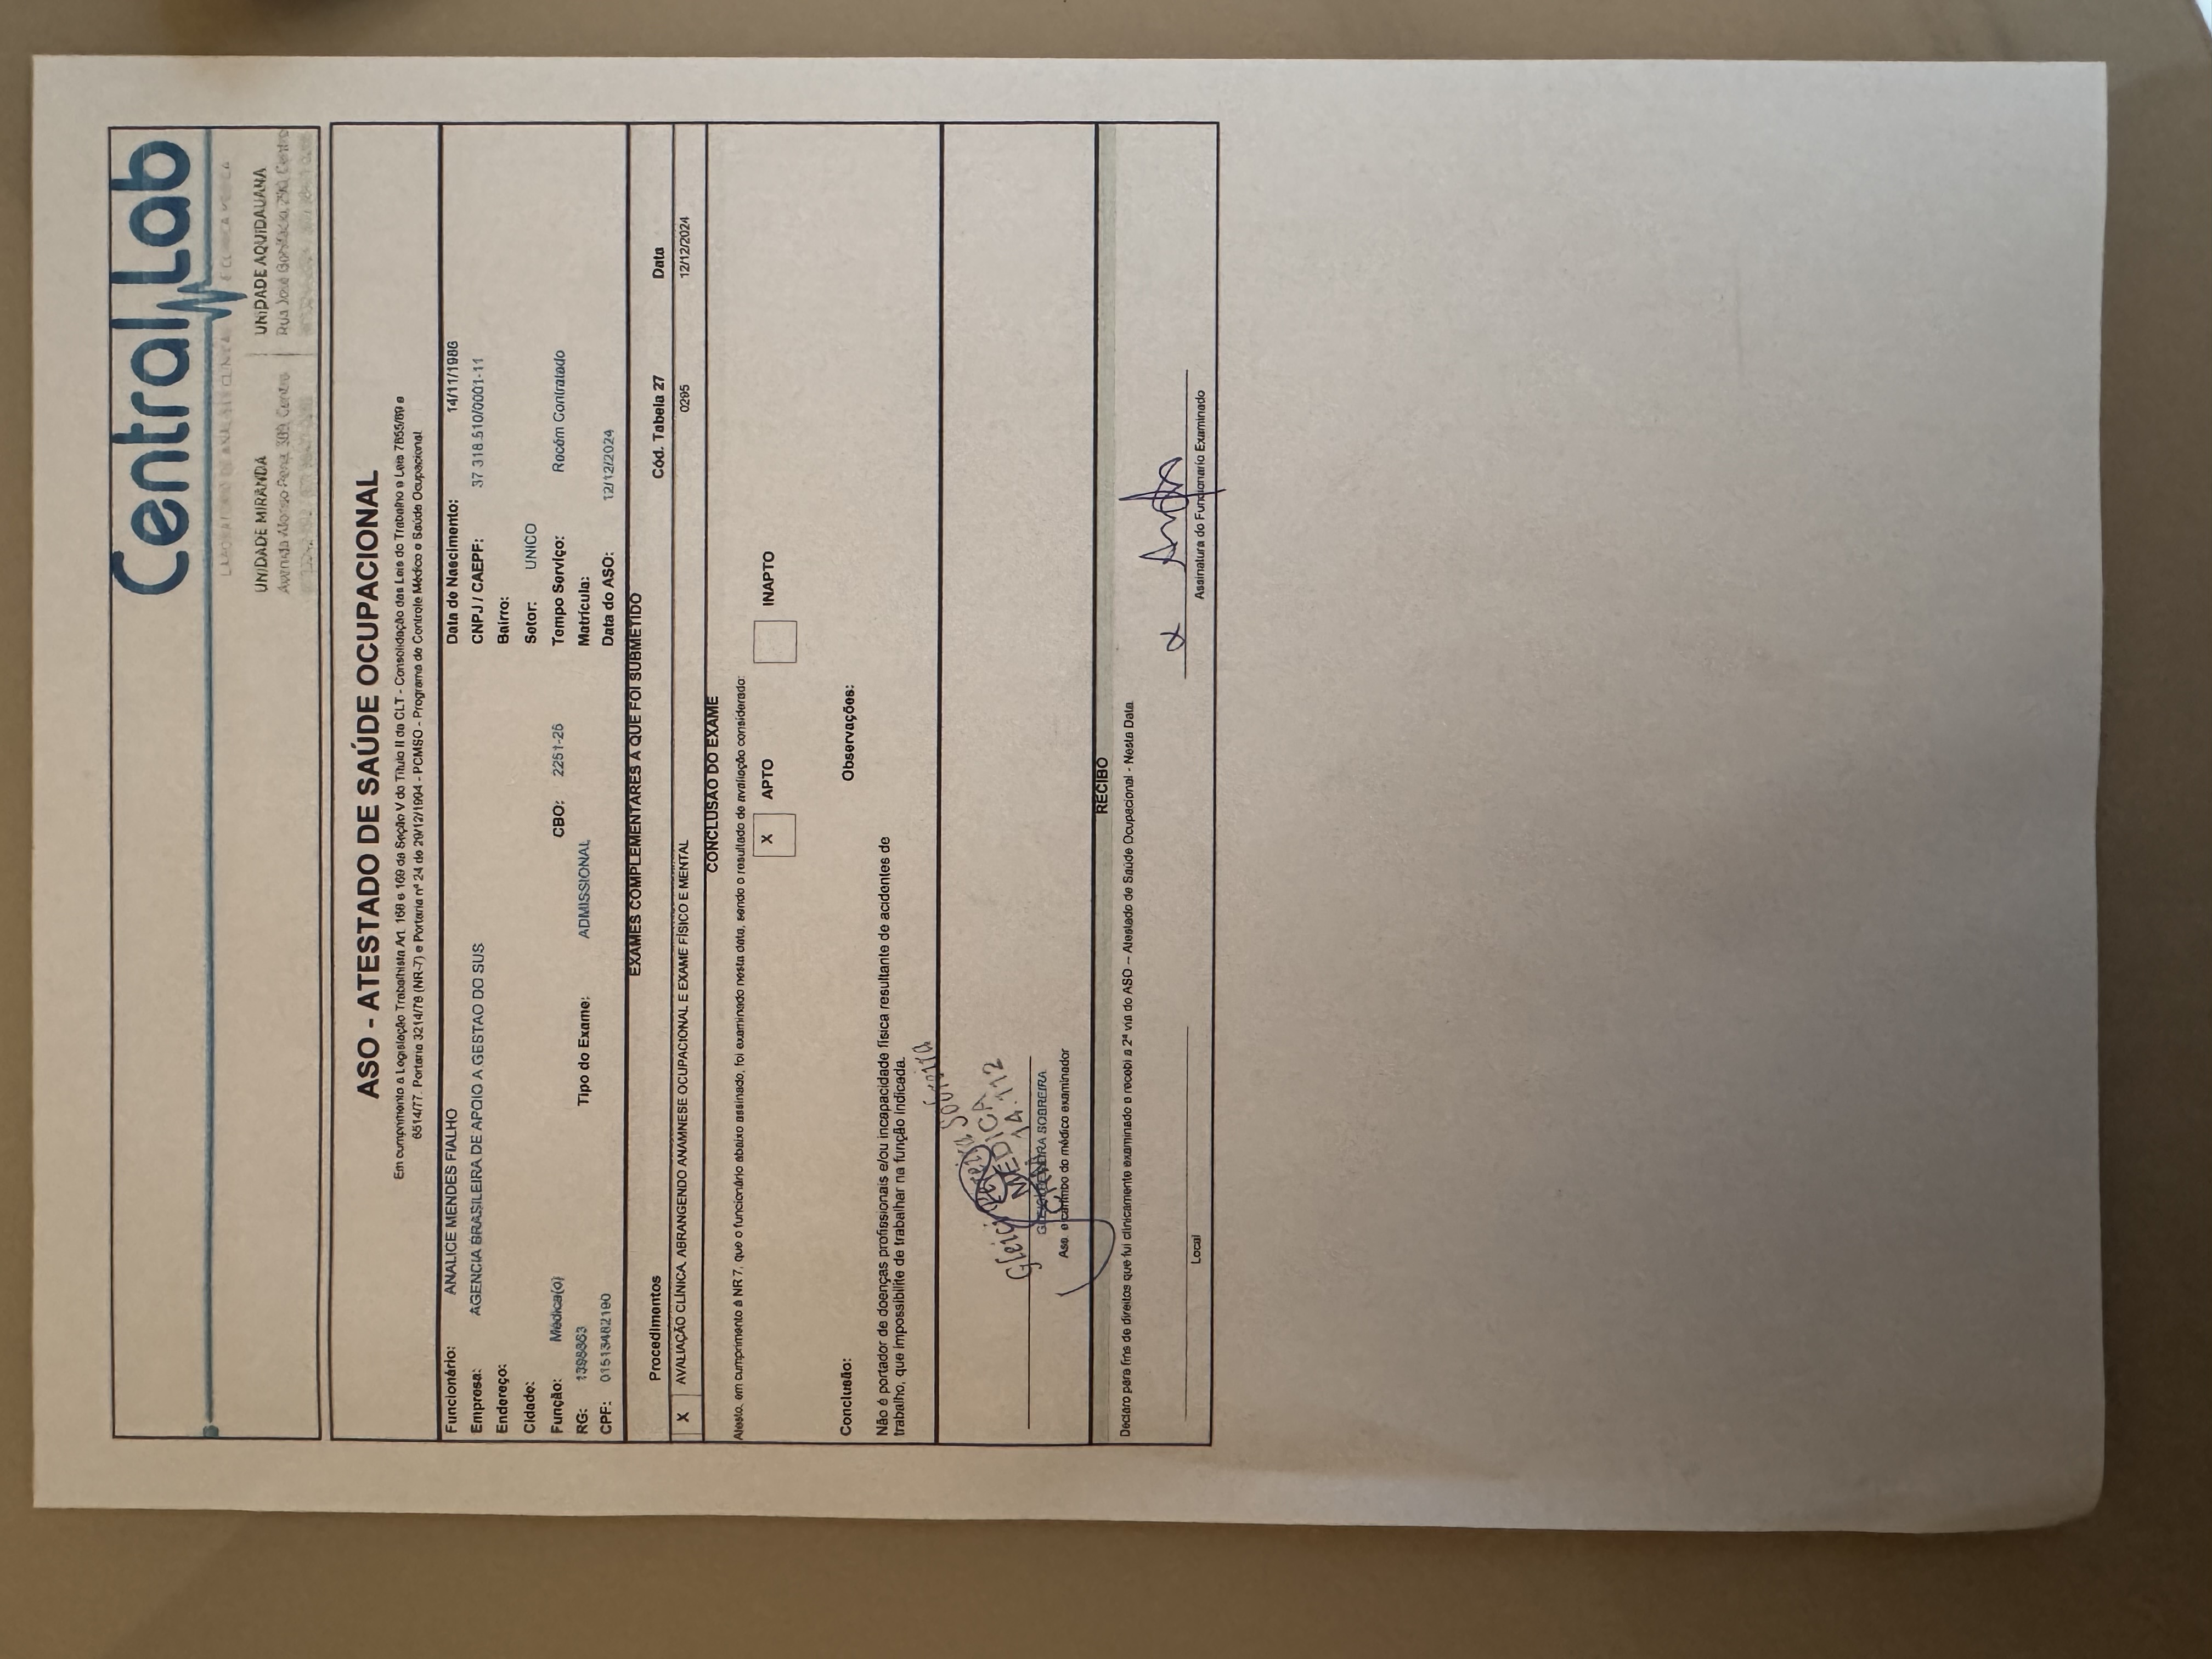 Central Lab
LABORATÓRIO DE ANÁLISES CLÍNICAS E CLÍNICA MÉDICA
UNIDADE MIRANDA
UNIDADE AQUIDAUANA
Avenida Afonso Pena, 389, Centro
Rua José Bonifácio, 290, Centro
ASO - ATESTADO DE SAÚDE OCUPACIONAL
Em cumprimento a Legislação Trabalhista Art. 168 e 169 da Seção V do Título II da CLT - Consolidação das Leis do Trabalho e Leis 7855/89 e
6514/77. Portaria 3214/78 (NR-7) e Portaria nº 24 de 29/12/1994 - PCMSO - Programa de Controle Médico e Saúde Ocupacional
Funcionário: ANALICE MENDES FIALHO Data de Nascimento: 14/11/1986
Empresa: AGENCIA BRASILEIRA DE APOIO A GESTAO DO SUS CNPJ / CAEPF: 37 318.510/0001-11
Endereço: Bairro:
Cidade: Setor: UNICO
Função: Médica(o) CBO: 2251-25 Tempo Serviço: Recém Contratado
RG: Tipo do Exame: ADMISSIONAL Matrícula:
CPF: 01513482190 Data do ASO: 12/12/2024
EXAMES COMPLEMENTARES A QUE FOI SUBMETIDO
Procedimentos Cód. Tabela 27 Data
X AVALIAÇÃO CLÍNICA, ABRANGENDO ANAMNESE OCUPACIONAL E EXAME FÍSICO E MENTAL 0295 12/12/2024
CONCLUSÃO DO EXAME
Atesto, em cumprimento à NR 7, que o funcionário abaixo assinado, foi examinado nesta data, sendo o resultado de avaliação considerado:
X APTO INAPTO
Conclusão: Observações:
Não é portador de doenças profissionais e/ou incapacidade física resultante de acidentes de
trabalho, que impossibilite de trabalhar na função indicada.
Gleici Pereira Sobreira
MÉDICA
CRM 14.112
GLEICI PEREIRA SOBREIRA
Ass. e carimbo do médico examinador
RECIBO
Declaro para fins de direitos que fui clinicamente examinado e recebi a 2ª via do ASO – Atestado de Saúde Ocupacional - Nesta Data.
Local
Assinatura do Funcionario Examinado